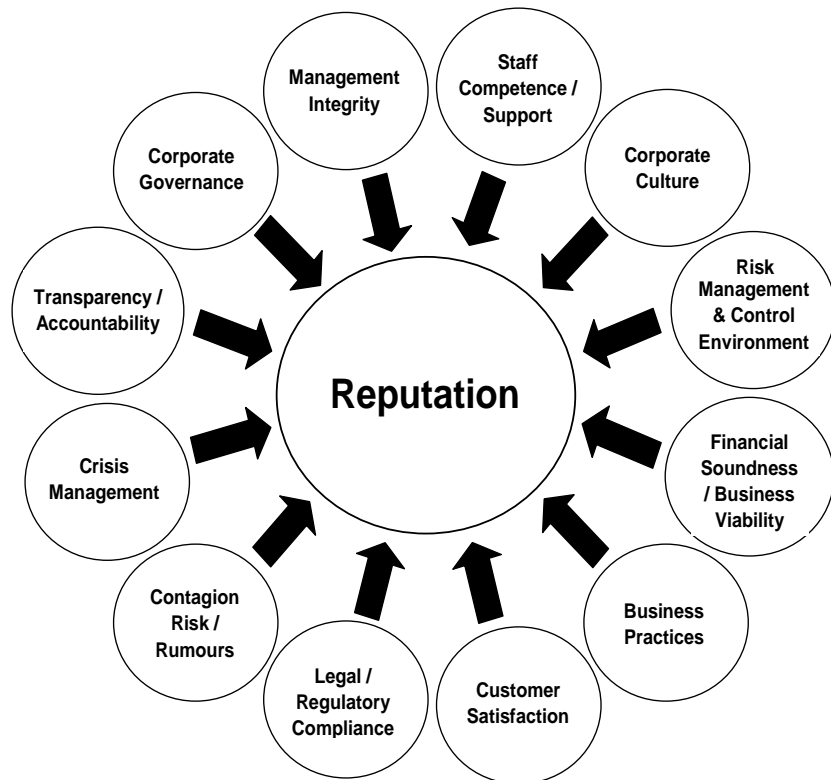 Management
Integrity
Staff
Competence /
Support
Corporate
Culture
Risk
Management
& Control
Environment
Financial
Soundness
/ Business
Viability
Business
Practices
Customer
Satisfaction
Legal /
Regulatory
Compliance
Contagion
Risk /
Rumours
Crisis
Management
Transparency /
Accountability
Corporate
Governance
Reputation